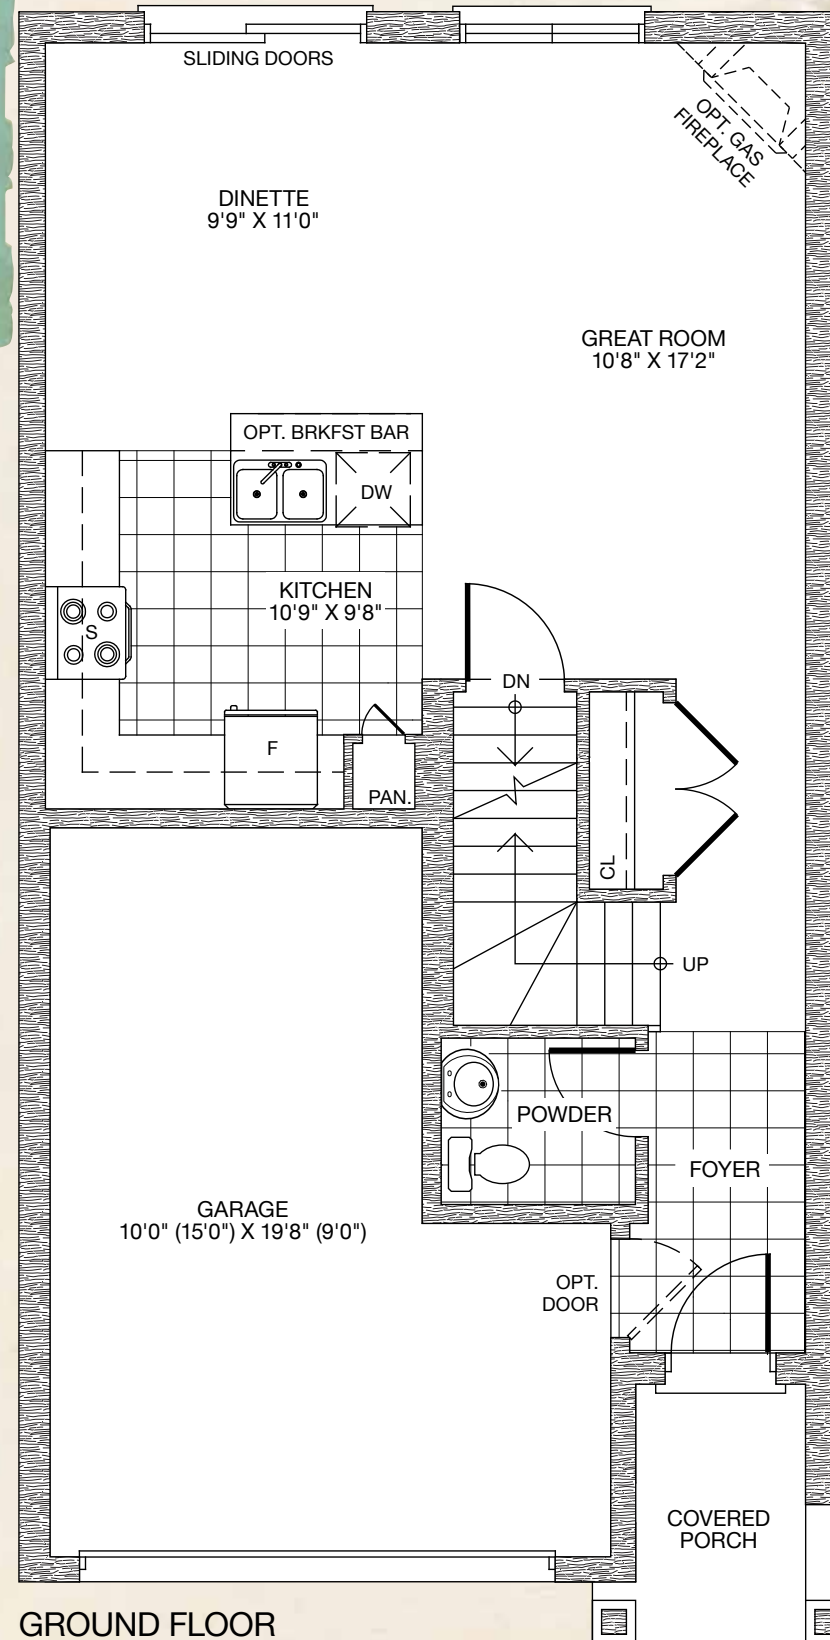 SLIDING DOORS
OPT. GAS
FIREPLACE
DINETTE
9'9" X 11'0"
GREAT ROOM
10'8" X 17'2"
OPT. BRKFST BAR
DW
KITCHEN
10'9" X 9'8"
S
DN
F
PAN.
CL
UP
POWDER
FOYER
GARAGE
10'0" (15'0") X 19'8" (9'0")
OPT.
DOOR
COVERED
PORCH
GROUND FLOOR